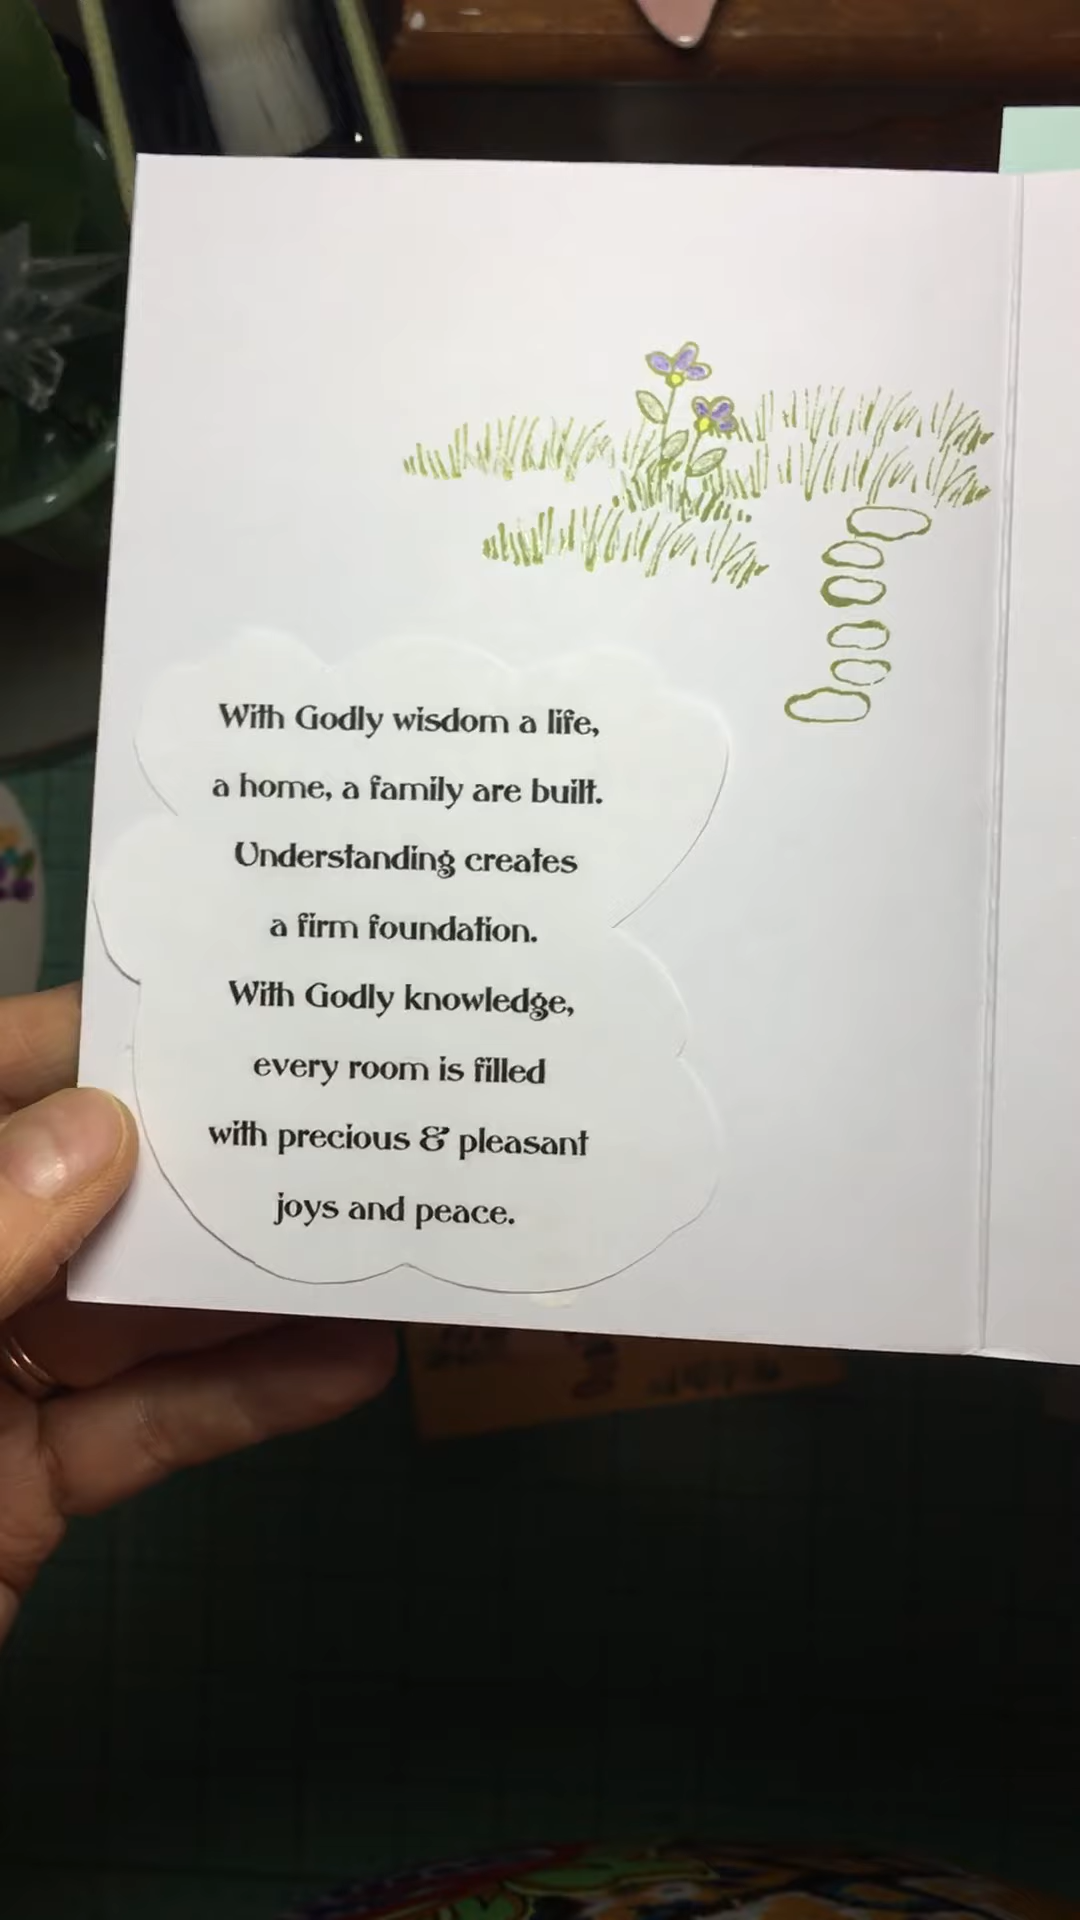 With Godly wisdom a life,
a home, a family are built.
Understanding creates
a firm foundation.
With Godly knowledge,
every room is filled
with precious & pleasant
joys and peace.